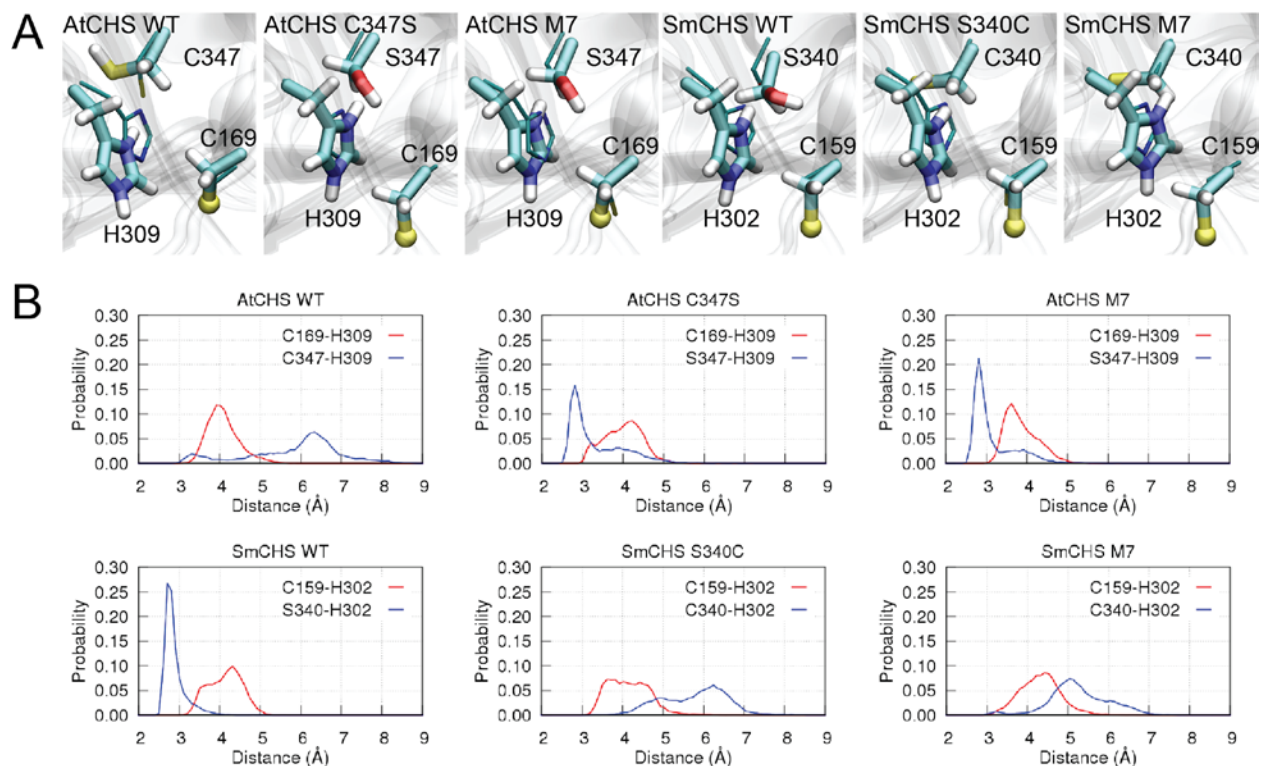 A
AtCHS WT AtCHS C347S AtCHS M7 SmCHS WT SmCHS S340C SmCHS M7
C347 S347 S347 S340 C340 C340
C169 C169 C169 C159 C159 C159
H309 H309 H309 H302 H302 H302
B
AtCHS WT
Probability
0.30
0.25
0.20
0.15
0.10
0.05
0.00
C169-H309
C347-H309
2 3 4 5 6 7 8 9
Distance (Å)
AtCHS C347S
Probability
0.30
0.25
0.20
0.15
0.10
0.05
0.00
C169-H309
S347-H309
2 3 4 5 6 7 8 9
Distance (Å)
AtCHS M7
Probability
0.30
0.25
0.20
0.15
0.10
0.05
0.00
C169-H309
S347-H309
2 3 4 5 6 7 8 9
Distance (Å)
SmCHS WT
Probability
0.30
0.25
0.20
0.15
0.10
0.05
0.00
C159-H302
S340-H302
2 3 4 5 6 7 8 9
Distance (Å)
SmCHS S340C
Probability
0.30
0.25
0.20
0.15
0.10
0.05
0.00
C159-H302
C340-H302
2 3 4 5 6 7 8 9
Distance (Å)
SmCHS M7
Probability
0.30
0.25
0.20
0.15
0.10
0.05
0.00
C159-H302
C340-H302
2 3 4 5 6 7 8 9
Distance (Å)